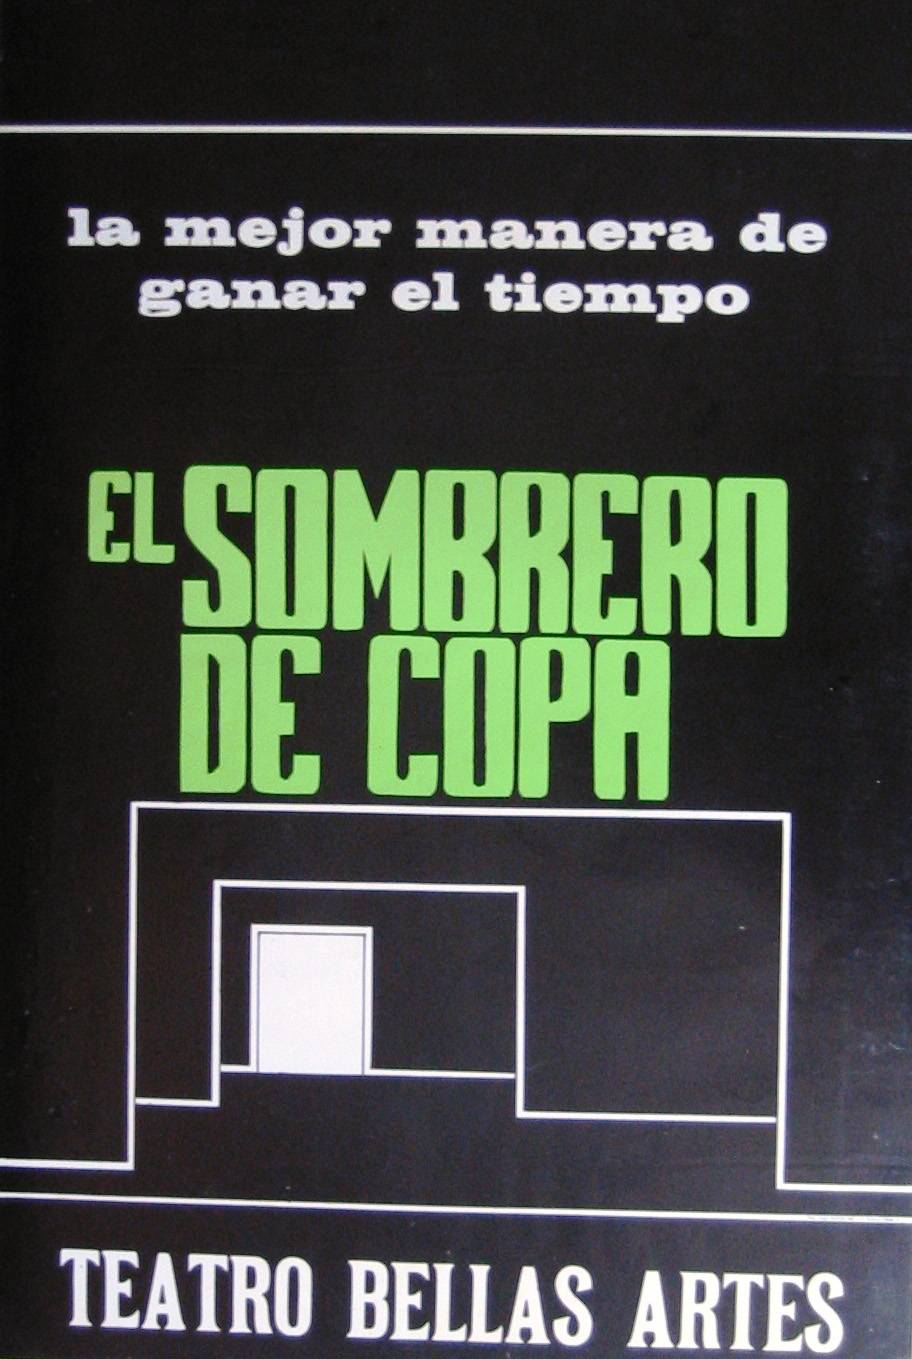 la mejor manera de
ganar el tiempo
EL SOMBRERO
DE COPA
TEATRO BELLAS ARTES